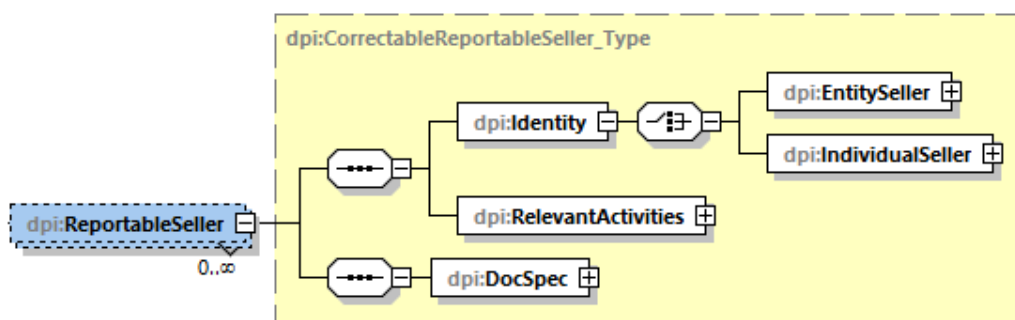 dpi:CorrectableReportableSeller_Type
dpi:EntitySeller
dpi:Identity
dpi:IndividualSeller
dpi:RelevantActivities
dpi:ReportableSeller
0..∞
dpi:DocSpec